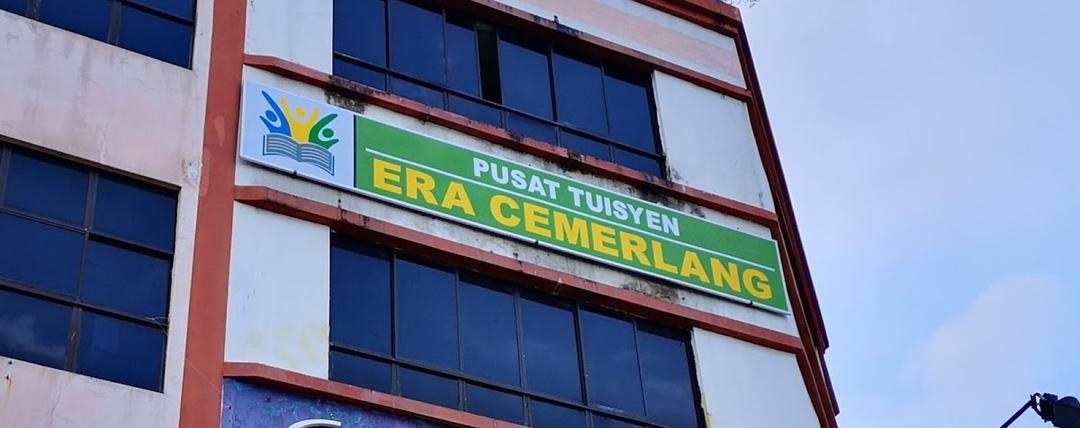 PUSAT TUISYEN
ERA CEMERLANG